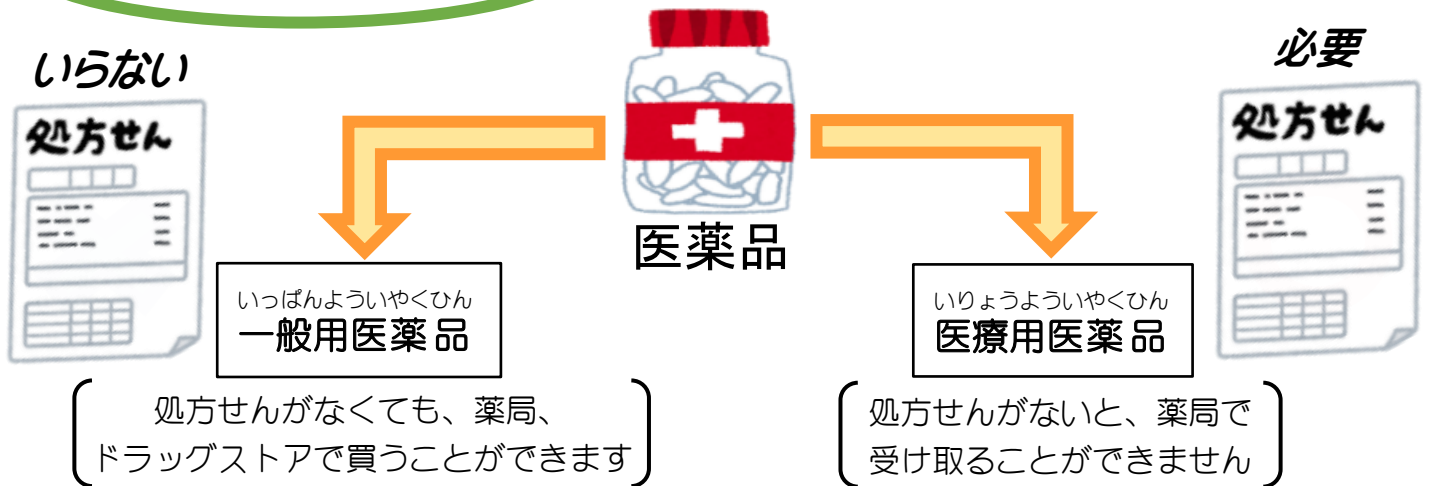 いらない
処方せん
必要
処方せん
医薬品
いっぱんよういやくひん
一般用医薬品
いりょうよういやくひん
医療用医薬品
処方せんがなくても、薬局、
ドラッグストアで買うことができます
処方せんがないと、薬局で
受け取ることができません